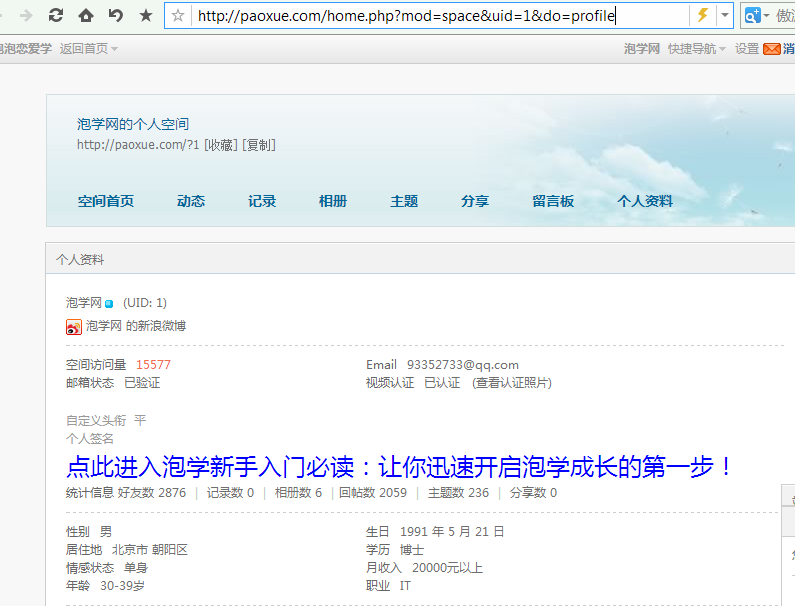 http://paoxue.com/home.php?mod=space&uid=1&do=profile
泡泡恋爱学 返回首页 泡学网 快捷导航 设置 消
泡学网的个人空间
http://paoxue.com/?1 [收藏] [复制]
空间首页 动态 记录 相册 主题 分享 留言板 个人资料
个人资料
泡学网 (UID: 1)
泡学网 的新浪微博
空间访问量 15577 Email 93352733@qq.com
邮箱状态 已验证 视频认证 已认证 (查看认证照片)
自定义头衔 平
个人签名
点此进入泡学新手入门必读：让你迅速开启泡学成长的第一步！
统计信息 好友数 2876 | 记录数 0 | 相册数 6 | 回帖数 2059 | 主题数 236 | 分享数 0
性别 男 生日 1991 年 5 月 21 日
居住地 北京市 朝阳区 学历 博士
情感状态 单身 月收入 20000元以上
年龄 30-39岁 职业 IT